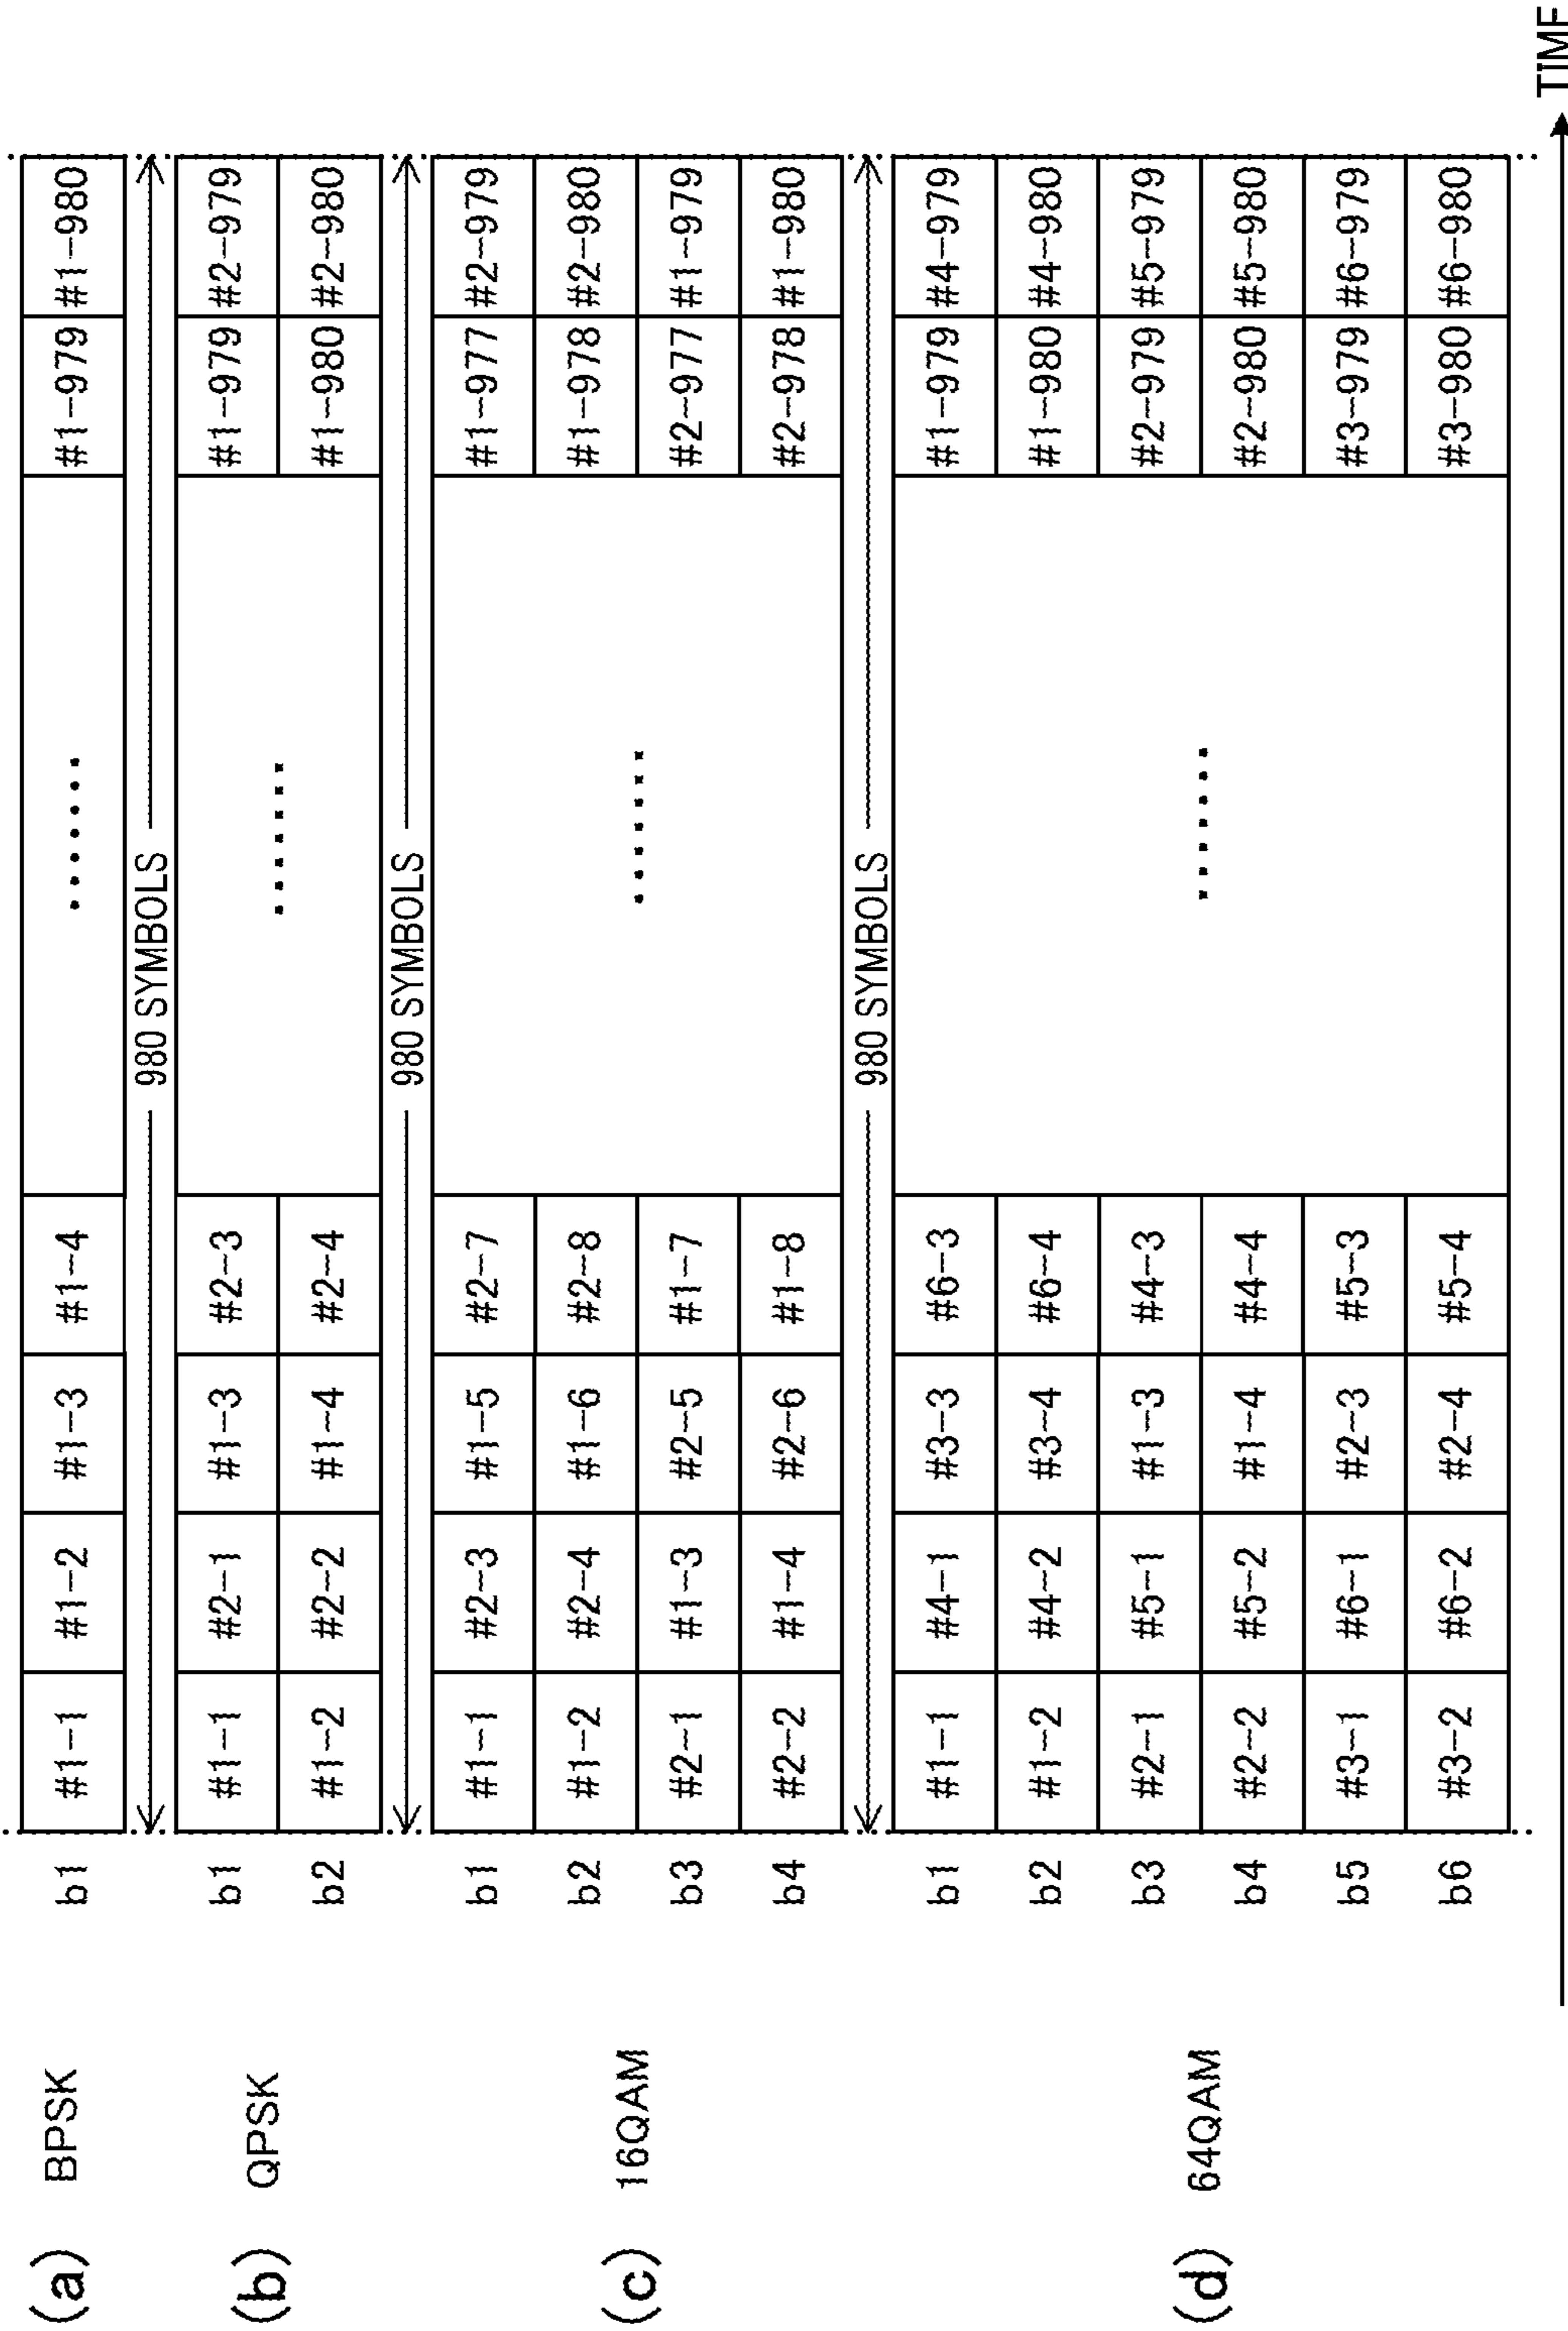 (a) BPSK
b1 #1-1 #1-2 #1-3 #1-4 ······· #1-979 #1-980
980 SYMBOLS
(b) QPSK
b1 #1-1 #2-1 #1-3 #2-3 ······· #1-979 #2-979
b2 #1-2 #2-2 #1-4 #2-4 #1-980 #2-980
980 SYMBOLS
(c) 16QAM
b1 #1-1 #2-3 #1-5 #2-7 #1-977 #2-979
b2 #1-2 #2-4 #1-6 #2-8 ······· #1-978 #2-980
b3 #2-1 #1-3 #2-5 #1-7 #2-977 #1-979
b4 #2-2 #1-4 #2-6 #1-8 #2-978 #1-980
980 SYMBOLS
(d) 64QAM
b1 #1-1 #4-1 #3-3 #6-3 #1-979 #4-979
b2 #1-2 #4-2 #3-4 #6-4 #1-980 #4-980
b3 #2-1 #5-1 #1-3 #4-3 ······· #2-979 #5-979
b4 #2-2 #5-2 #1-4 #4-4 #2-980 #5-980
b5 #3-1 #6-1 #2-3 #5-3 #3-979 #6-979
b6 #3-2 #6-2 #2-4 #5-4 #3-980 #6-980
TIME